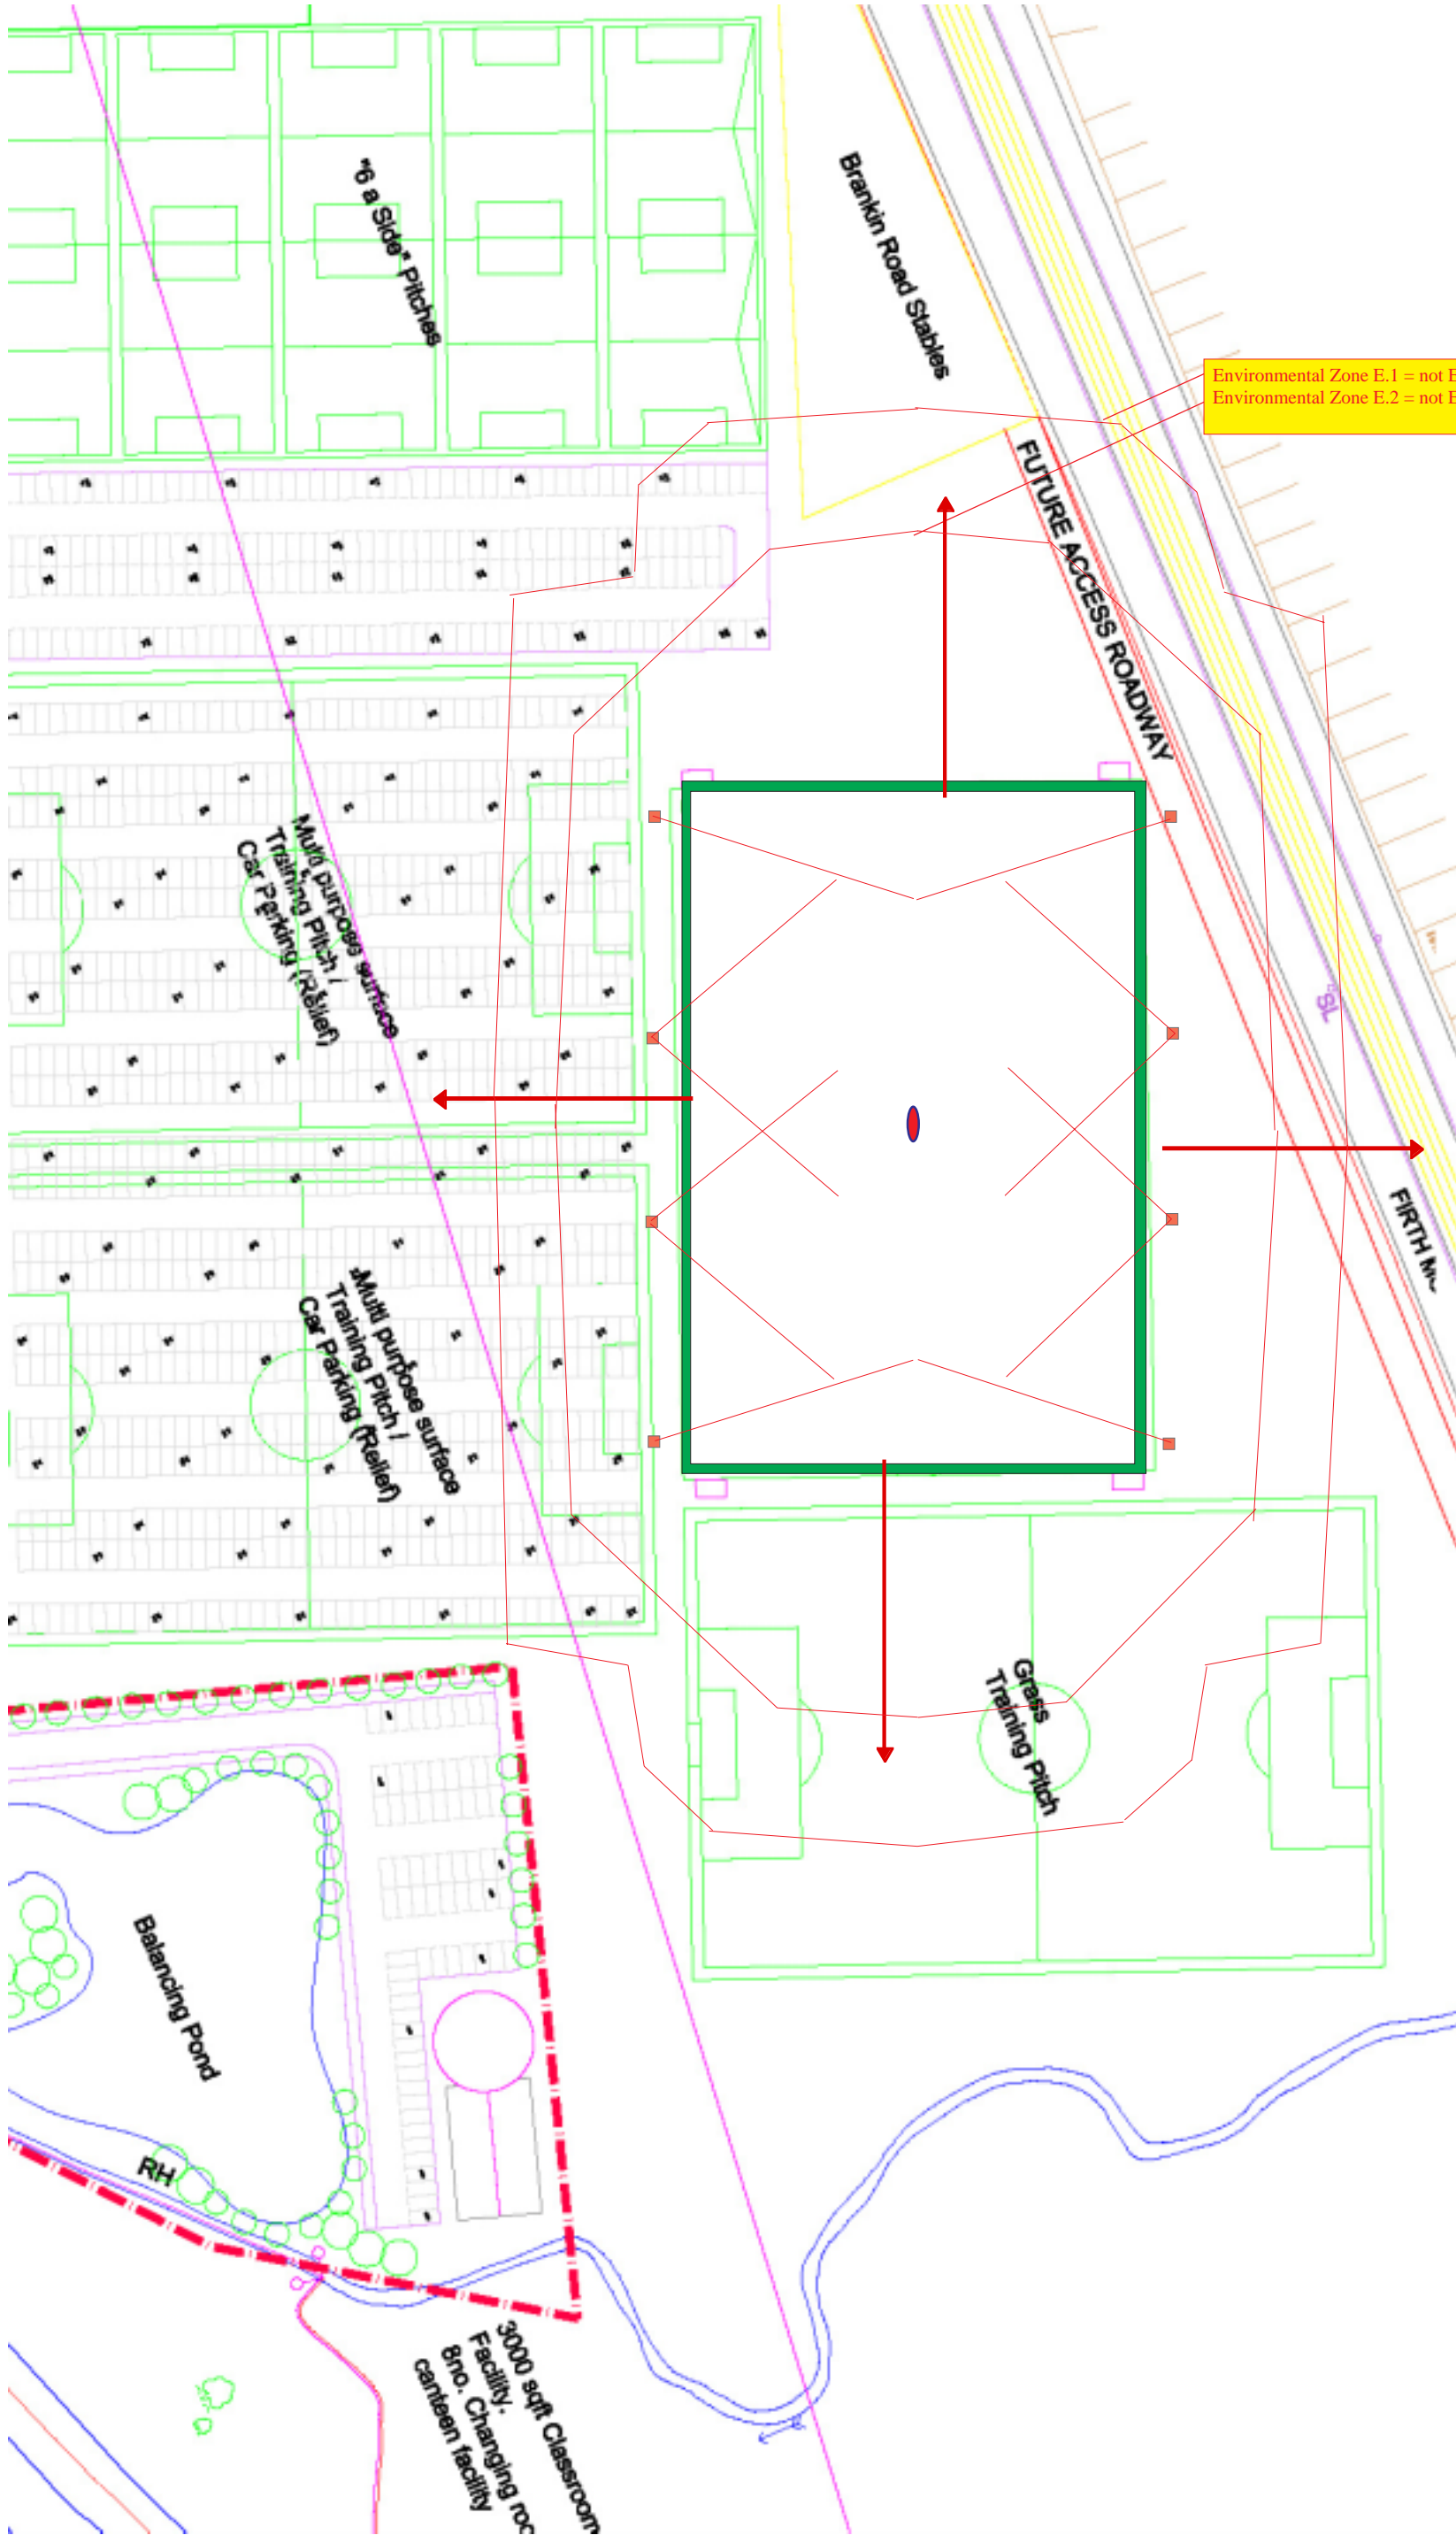 "6 a Side" Pitches
Brankin Road Stables
Environmental Zone E.1 = not E
Environmental Zone E.2 = not E
FUTURE ACCESS ROADWAY
Multi purpose surface
Training Pitch /
Car Parking (Relief)
SL
FIRTH
Multi purpose surface
Training Pitch /
Car Parking (Relief)
Grass
Training Pitch
Balancing Pond
RH
3000 sqft Classroom
Facility.
8no. Changing roo
canteen facility